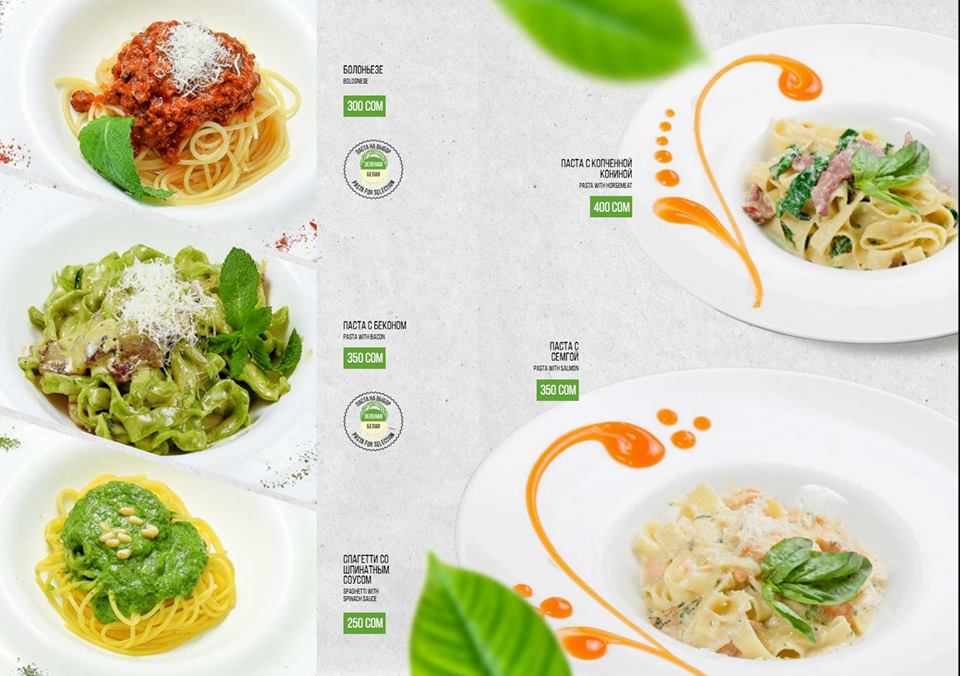 БОЛОНЬЕЗЕ
BOLOGNESE
300 СОМ
ПАСТА НА ВЫБОР
ЗЕЛЕНАЯ
БЕЛАЯ
PASTA FOR SELECTION
ПАСТА С БЕКОНОМ
PASTA WITH BACON
350 СОМ
ПАСТА НА ВЫБОР
ЗЕЛЕНАЯ
БЕЛАЯ
PASTA FOR SELECTION
СПАГЕТТИ СО
ШПИНАТНЫМ
СОУСОМ
SPAGHETTI WITH
SPINACH SAUCE
250 СОМ
ПАСТА С КОПЧЕННОЙ
КОНИНОЙ
PASTA WITH HORSEMEAT
400 СОМ
ПАСТА С
СЕМГОЙ
PASTA WITH SALMON
350 СОМ